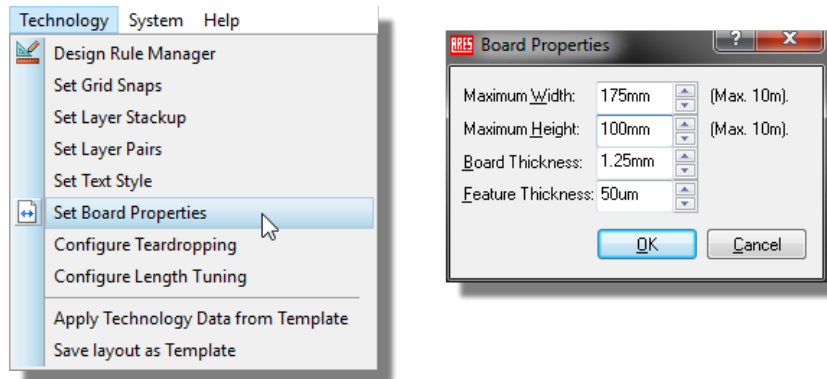 Technology System Help
Design Rule Manager
Set Grid Snaps
Set Layer Stackup
Set Layer Pairs
Set Text Style
Set Board Properties
Configure Teardropping
Configure Length Tuning
Apply Technology Data from Template
Save layout as Template
ARES Board Properties ? X
Maximum Width: 175mm (Max. 10m).
Maximum Height: 100mm (Max. 10m).
Board Thickness: 1.25mm
Feature Thickness: 50um
OK Cancel